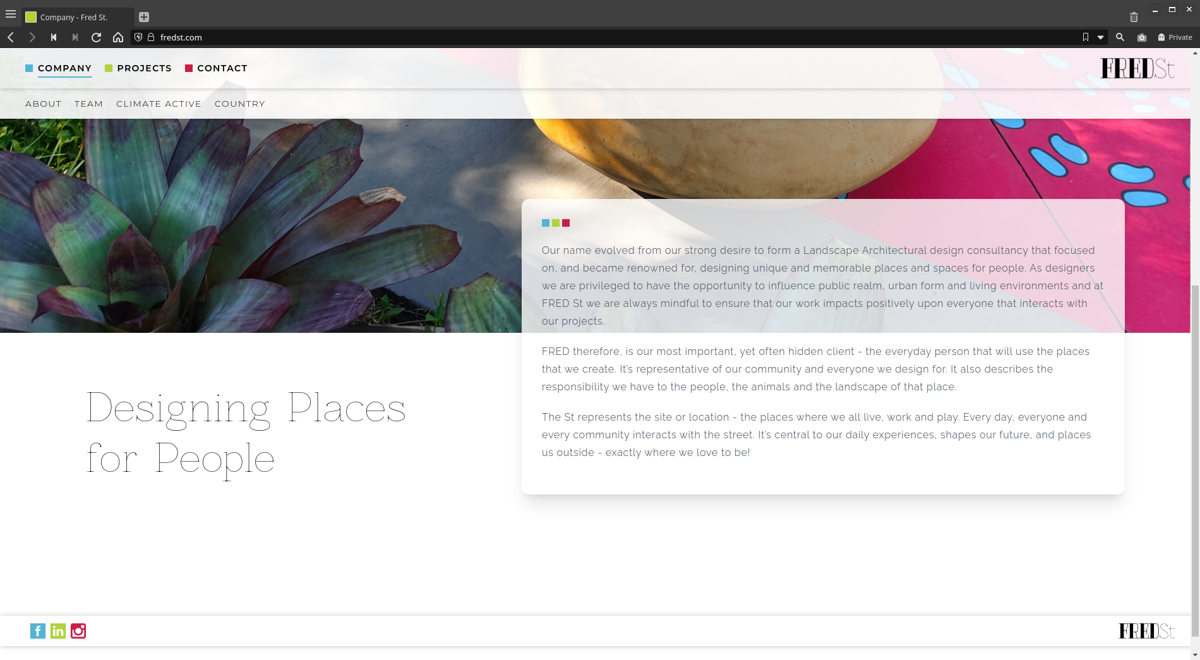 Company - Fred St.
fredst.com
Private
COMPANY PROJECTS CONTACT
FRED St
ABOUT TEAM CLIMATE ACTIVE COUNTRY
Our name evolved from our strong desire to form a Landscape Architectural design consultancy that focused
on, and became renowned for, designing unique and memorable places and spaces for people. As designers
we are privileged to have the opportunity to influence public realm, urban form and living environments and at
FRED St we are always mindful to ensure that our work impacts positively upon everyone that interacts with
our projects.
FRED therefore, is our most important, yet often hidden client - the everyday person that will use the places
that we create. It's representative of our community and everyone we design for. It also describes the
responsibility we have to the people, the animals and the landscape of that place.
The St represents the site or location - the places where we all live, work and play. Every day, everyone and
every community interacts with the street. It's central to our daily experiences, shapes our future, and places
us outside - exactly where we love to be!
Designing Places
for People
f in
FRED St